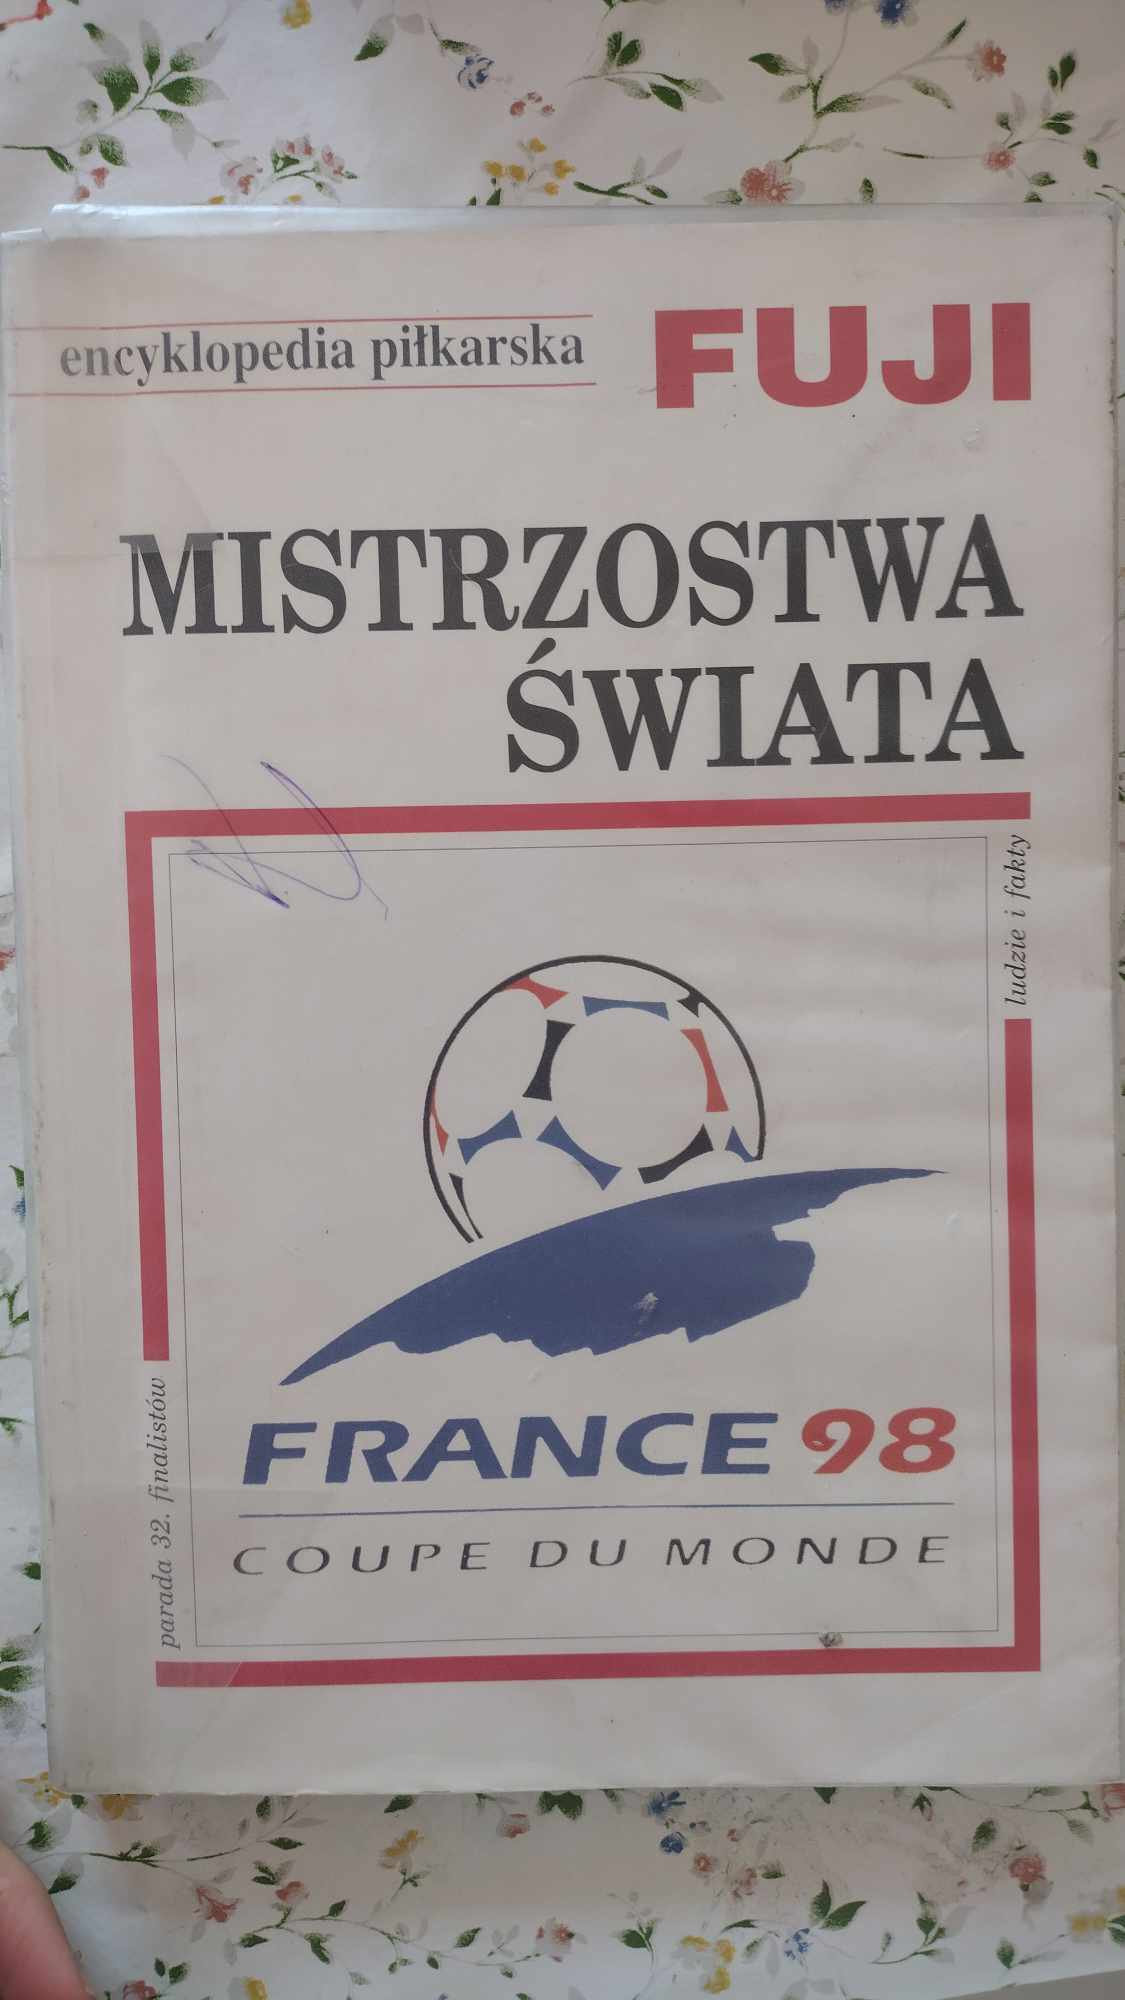 encyklopedia piłkarska
FUJI
MISTRZOSTWA
ŚWIATA
ludzie i fakty
parada 32. finalistów
FRANCE 98
COUPE DU MONDE